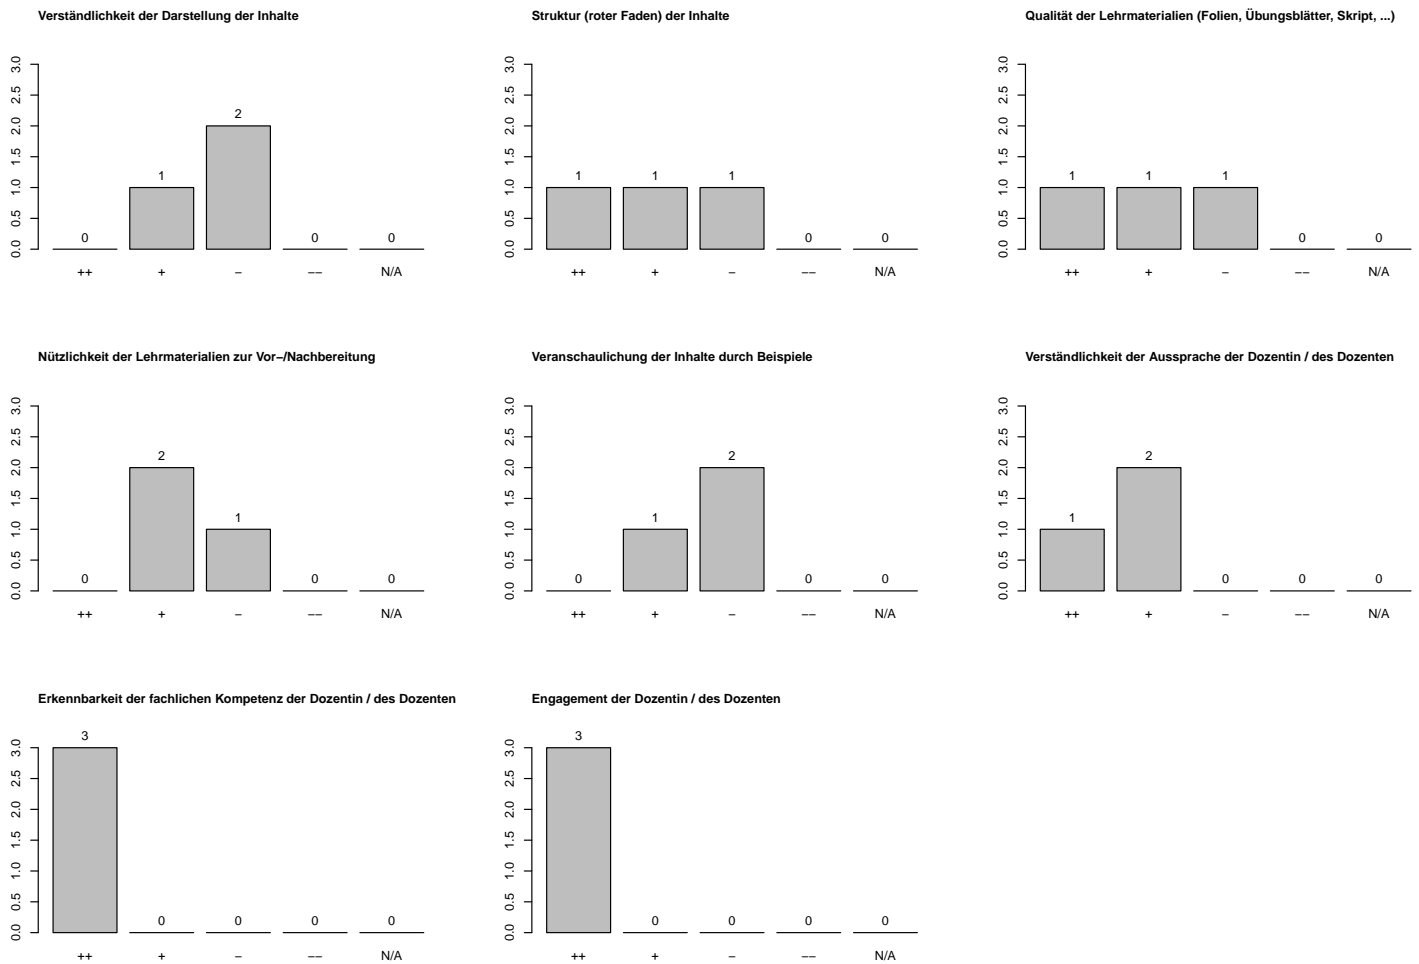 Verständlichkeit der Darstellung der Inhalte
0.0 0.5 1.0 1.5 2.0 2.5 3.0
0 1 2 0 0
++ + − −− N/A
Struktur (roter Faden) der Inhalte
0.0 0.5 1.0 1.5 2.0 2.5 3.0
1 1 1 0 0
++ + − −− N/A
Qualität der Lehrmaterialien (Folien, Übungsblätter, Skript, ...)
0.0 0.5 1.0 1.5 2.0 2.5 3.0
1 1 1 0 0
++ + − −− N/A
Nützlichkeit der Lehrmaterialien zur Vor−/Nachbereitung
0.0 0.5 1.0 1.5 2.0 2.5 3.0
0 2 1 0 0
++ + − −− N/A
Veranschaulichung der Inhalte durch Beispiele
0.0 0.5 1.0 1.5 2.0 2.5 3.0
0 1 2 0 0
++ + − −− N/A
Verständlichkeit der Aussprache der Dozentin / des Dozenten
0.0 0.5 1.0 1.5 2.0 2.5 3.0
1 2 0 0 0
++ + − −− N/A
Erkennbarkeit der fachlichen Kompetenz der Dozentin / des Dozenten
0.0 0.5 1.0 1.5 2.0 2.5 3.0
3 0 0 0 0
++ + − −− N/A
Engagement der Dozentin / des Dozenten
0.0 0.5 1.0 1.5 2.0 2.5 3.0
3 0 0 0 0
++ + − −− N/A